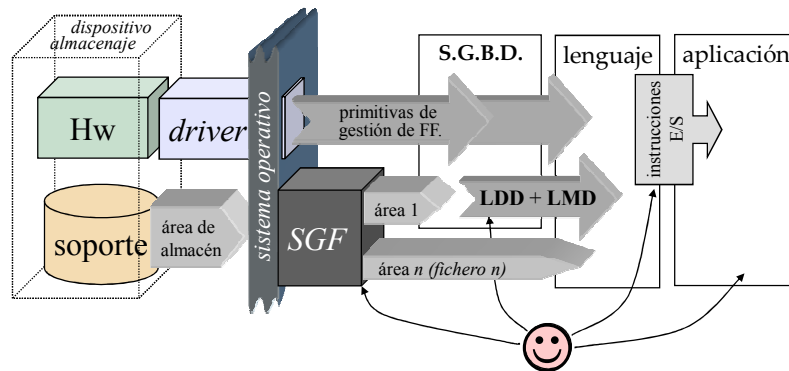 dispositivo
almacenaje
S.G.B.D.
lenguaje
aplicación
Hw
driver
sistema operativo
primitivas de
gestión de FF.
instrucciones
E/S
soporte
área de
almacén
SGF
área 1
LDD + LMD
área n (fichero n)